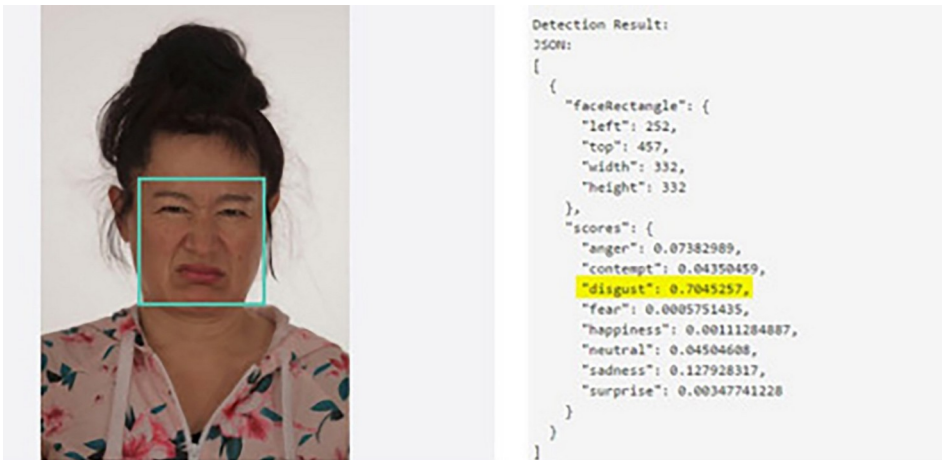 Detection Result:
JSON:
[
{
"faceRectangle": {
"left": 252,
"top": 457,
"width": 332,
"height": 332
},
"scores": {
"anger": 0.07382989,
"contempt": 0.04350459,
"disgust": 0.7045257,
"fear": 0.0005751435,
"happiness": 0.00111284887,
"neutral": 0.04504608,
"sadness": 0.127928317,
"surprise": 0.00347741228
}
}
]